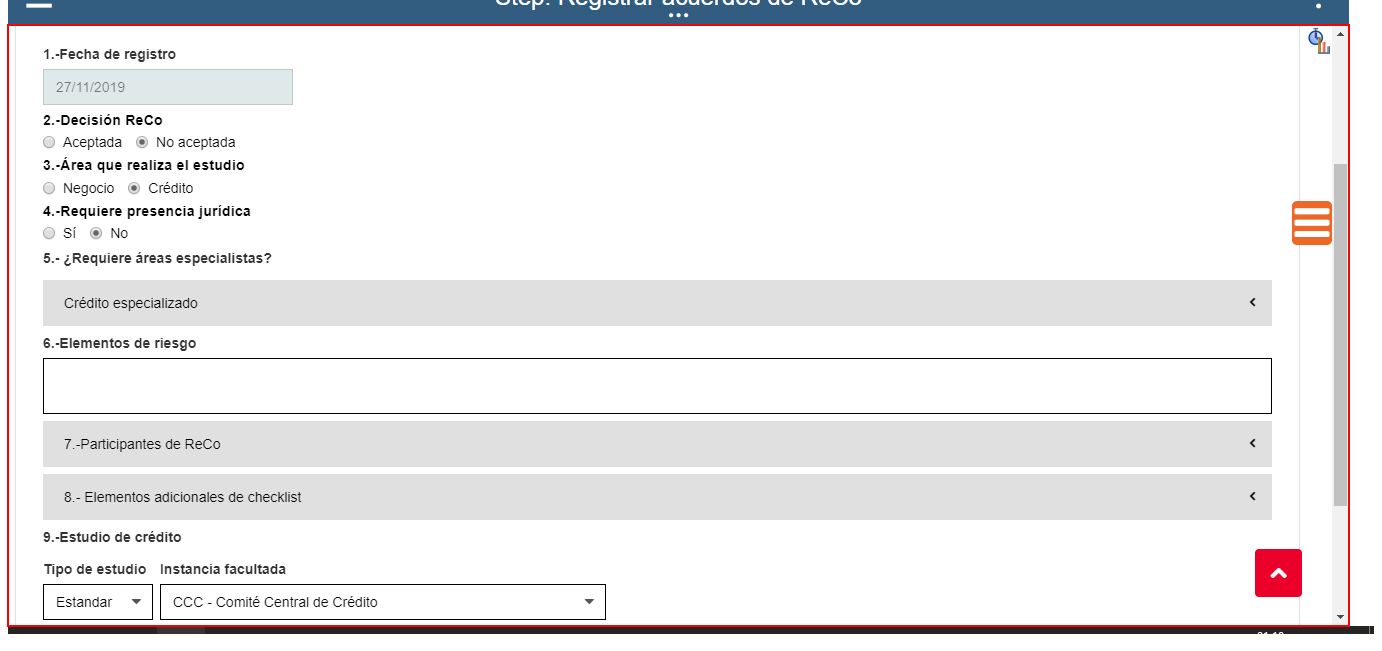 Step: Registrar acuerdos de ReCo
1.-Fecha de registro
27/11/2019
2.-Decisión ReCo
Aceptada No aceptada
3.-Área que realiza el estudio
Negocio Crédito
4.-Requiere presencia jurídica
Sí No
5.- ¿Requiere áreas especialistas?
Crédito especializado
6.-Elementos de riesgo
7.-Participantes de ReCo
8.- Elementos adicionales de checklist
9.-Estudio de crédito
Tipo de estudio Instancia facultada
Estandar CCC - Comité Central de Crédito